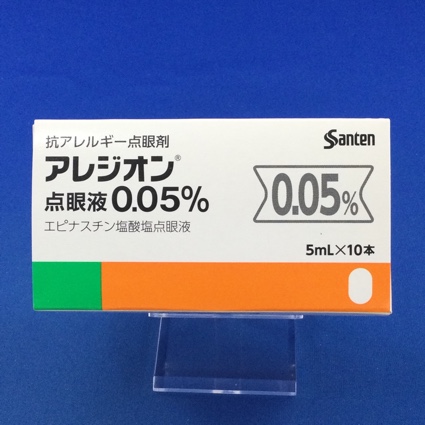 抗アレルギー点眼剤
Santen
アレジオン®
点眼液 0.05%
0.05%
エピナスチン塩酸塩点眼液
5mL×10本